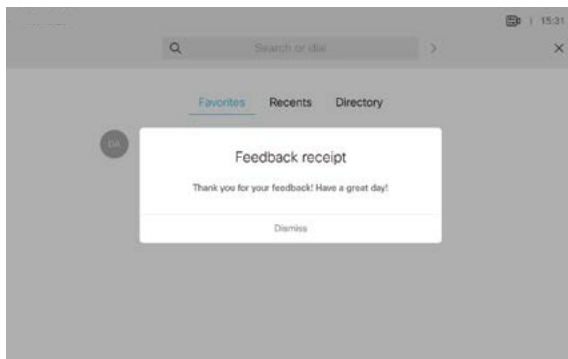 15:31
Search or dial
Favorites Recents Directory
DA
Feedback receipt
Thank you for your feedback! Have a great day!
Dismiss